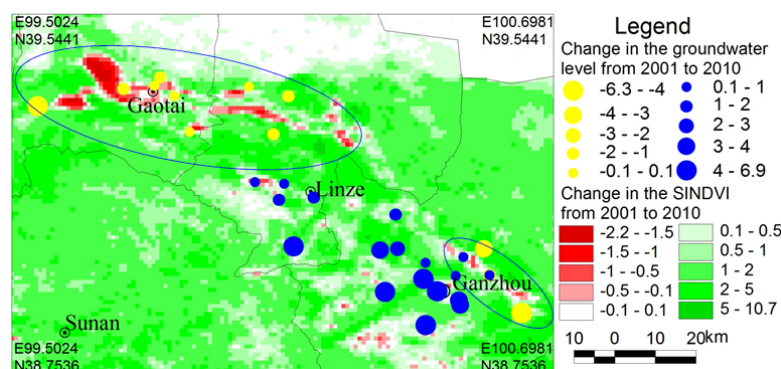 E99.5024
N39.5441
E100.6981
N39.5441
Gaotai
Linze
Ganzhou
Sunan
E99.5024
N38.7536
E100.6981
N38.7536
Legend
Change in the groundwater
level from 2001 to 2010
-6.3 - -4
-4 - -3
-3 - -2
-2 - -1
-0.1 - 0.1
0.1 - 1
1 - 2
2 - 3
3 - 4
4 - 6.9
Change in the SINDVI
from 2001 to 2010
-2.2 - -1.5
-1.5 - -1
-1 - -0.5
-0.5 - -0.1
-0.1 - 0.1
0.1 - 0.5
0.5 - 1
1 - 2
2 - 5
5 - 10.7
10 0 10 20km